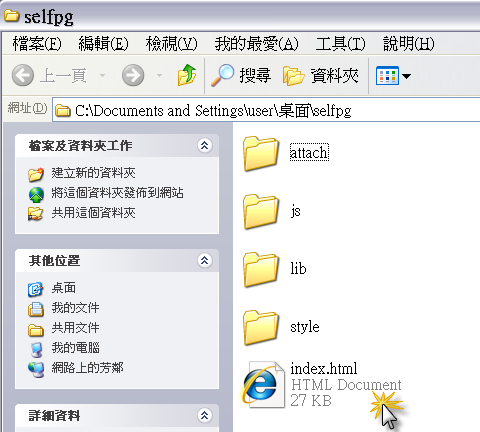 selfpg
檔案(F) 編輯(E) 檢視(V) 我的最愛(A) 工具(T) 說明(H)
上一頁 搜尋 資料夾
網址(D) C:\Documents and Settings\user\桌面\selfpg
檔案及資料夾工作
建立新的資料夾
將這個資料夾發佈到網站
共用這個資料夾
其他位置
桌面
我的文件
共用文件
我的電腦
網路上的芳鄰
詳細資料
attach
js
lib
style
index.html
HTML Document
27 KB